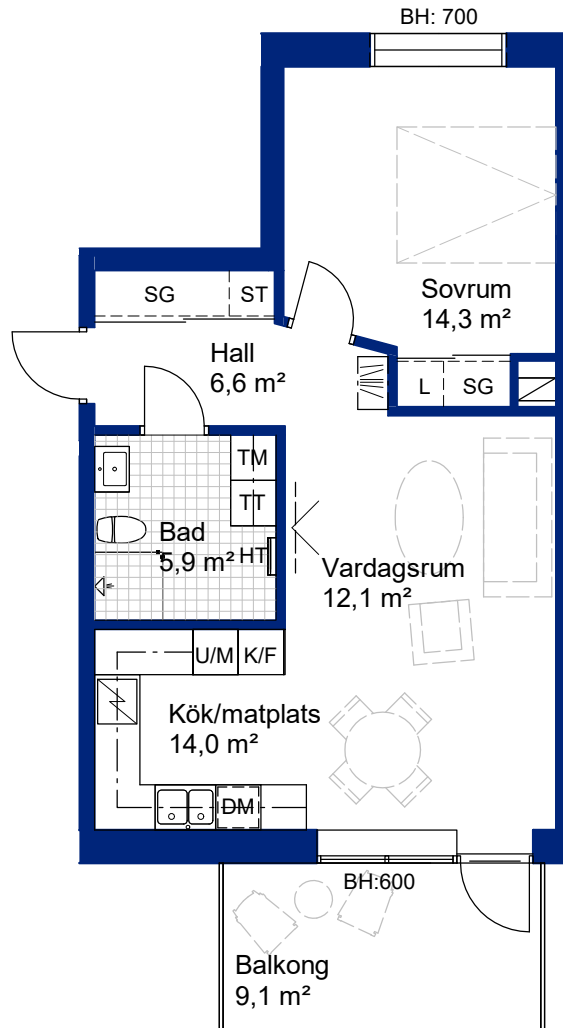 BH: 700
Sovrum
14,3 m²
SG
ST
Hall
6,6 m²
L
SG
TM
TT
Bad
5,9 m²
HT
Vardagsrum
12,1 m²
U/M
K/F
Kök/matplats
14,0 m²
DM
BH:600
Balkong
9,1 m²